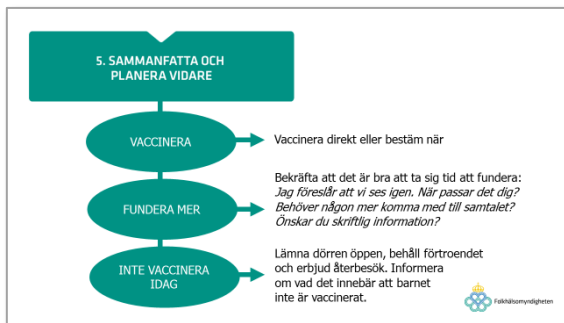 5. SAMMANFATTA OCH
PLANERA VIDARE
VACCINERA
Vaccinera direkt eller bestäm när
FUNDERA MER
Bekräfta att det är bra att ta sig tid att fundera:
Jag föreslår att vi ses igen. När passar det dig?
Behöver någon mer komma med till samtalet?
Önskar du skriftlig information?
INTE VACCINERA
IDAG
Lämna dörren öppen, behåll förtroendet
och erbjud återbesök. Informera
om vad det innebär att barnet
inte är vaccinerat.
Folkhälsomyndigheten